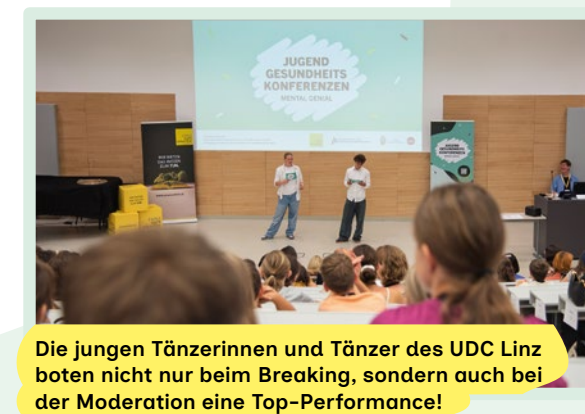 JUGEND
GESUNDHEITS
KONFERENZEN
MENTAL GENIAL
Die jungen Tänzerinnen und Tänzer des UDC Linz
boten nicht nur beim Breaking, sondern auch bei
der Moderation eine Top-Performance!